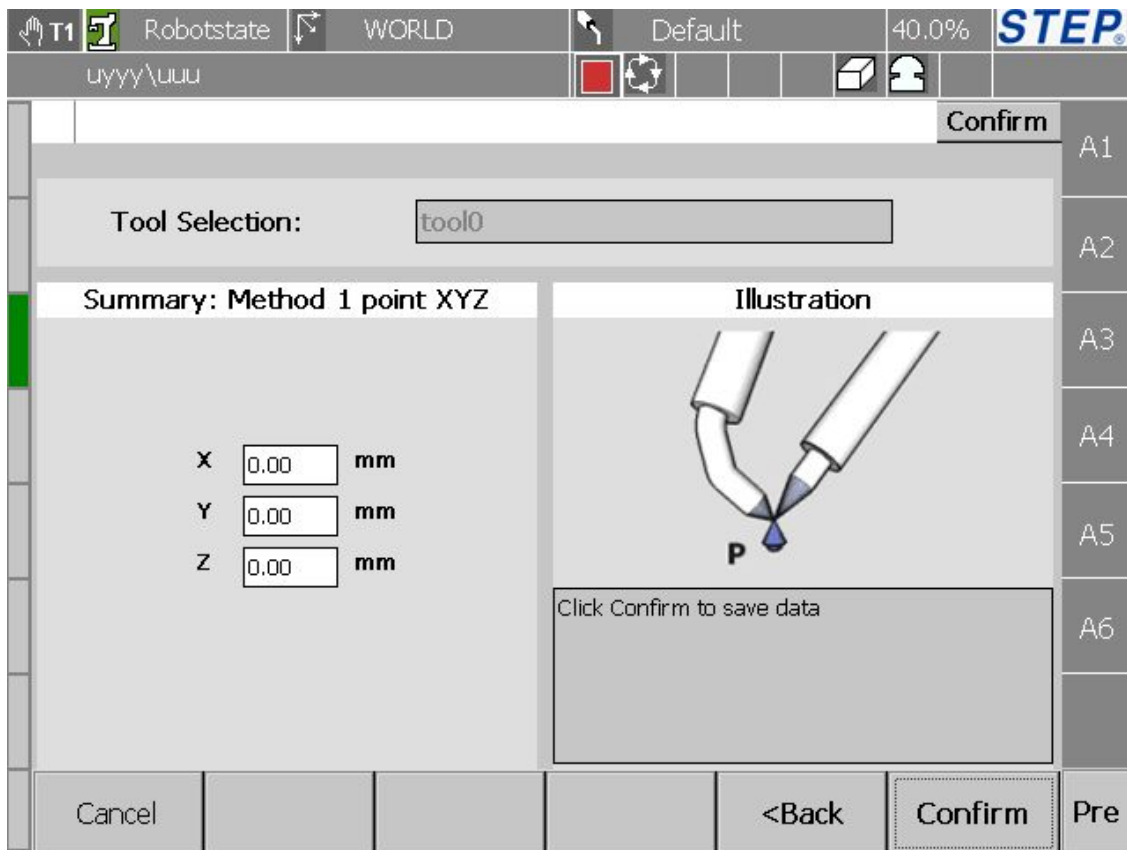 T1 Robotstate WORLD Default 40.0% STEP®
uyyy\uuu
Confirm
A1
Tool Selection: tool0
A2
Summary: Method 1 point XYZ
Illustration
A3
A4
X 0.00 mm
Y 0.00 mm
Z 0.00 mm
P
A5
Click Confirm to save data
A6
Cancel <Back Confirm Pre